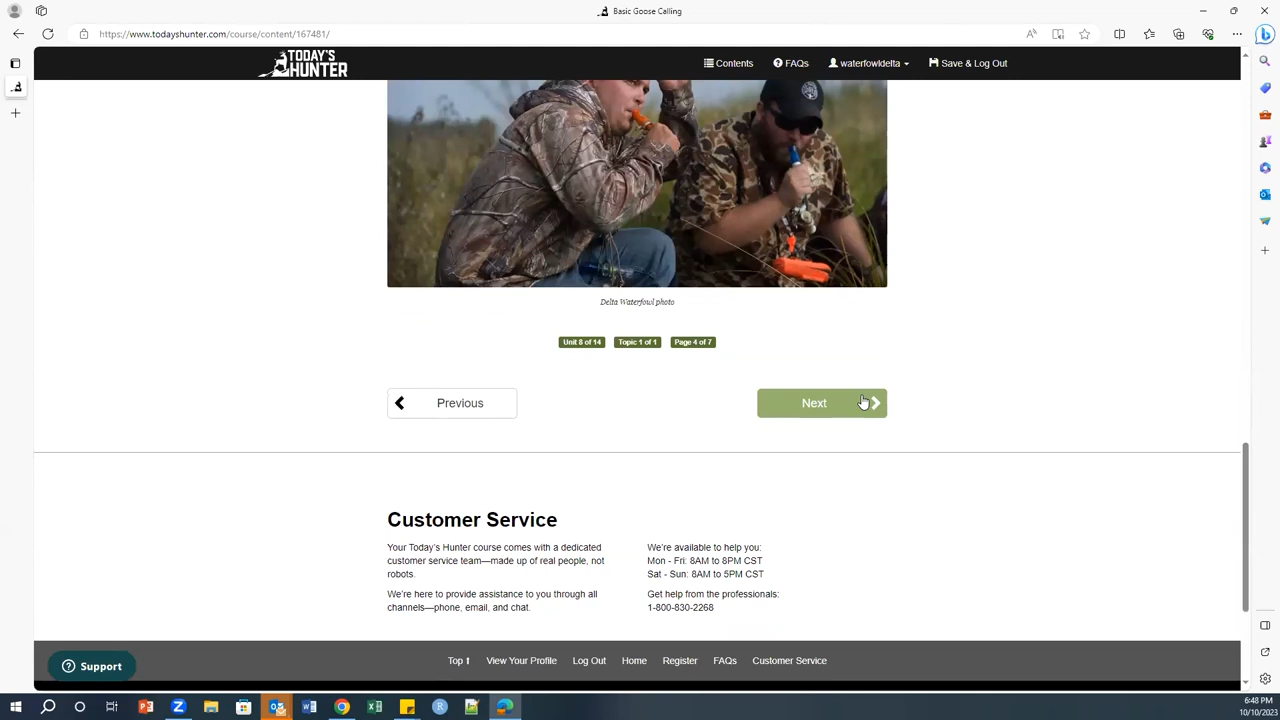 Basic Goose Calling
https://www.todayshunter.com/course/content/167481/
TODAY'S
HUNTER
Contents
FAQs
waterfowldelta
Save & Log Out
Delta Waterfowl photo
Unit 8 of 14
Topic 1 of 1
Page 4 of 7
Previous
Next
Customer Service
Your Today's Hunter course comes with a dedicated
customer service team—made up of real people, not
robots.
We're here to provide assistance to you through all
channels—phone, email, and chat.
We're available to help you:
Mon - Fri: 8AM to 8PM CST
Sat - Sun: 8AM to 5PM CST
Get help from the professionals:
1-800-830-2268
Support
Top
View Your Profile
Log Out
Home
Register
FAQs
Customer Service
6:48 PM
10/10/2023